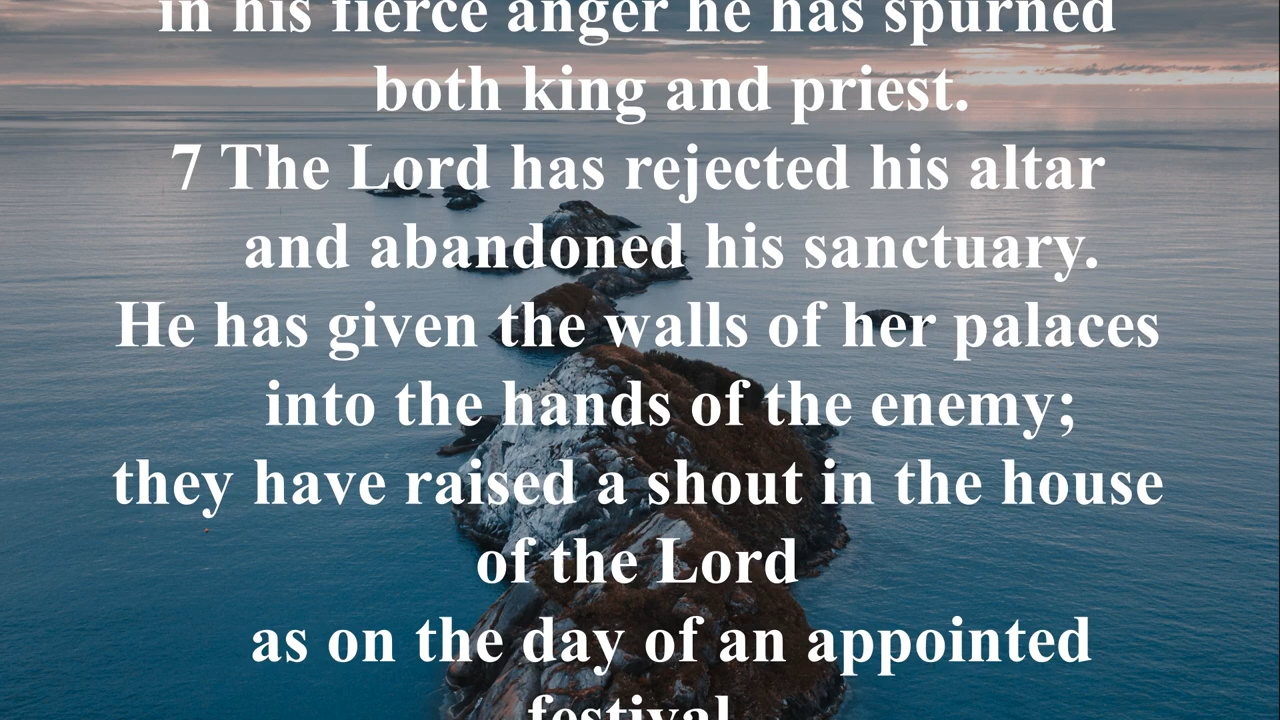 in his fierce anger he has spurned
both king and priest.
7 The Lord has rejected his altar
and abandoned his sanctuary.
He has given the walls of her palaces
into the hands of the enemy;
they have raised a shout in the house
of the Lord
as on the day of an appointed
festival.